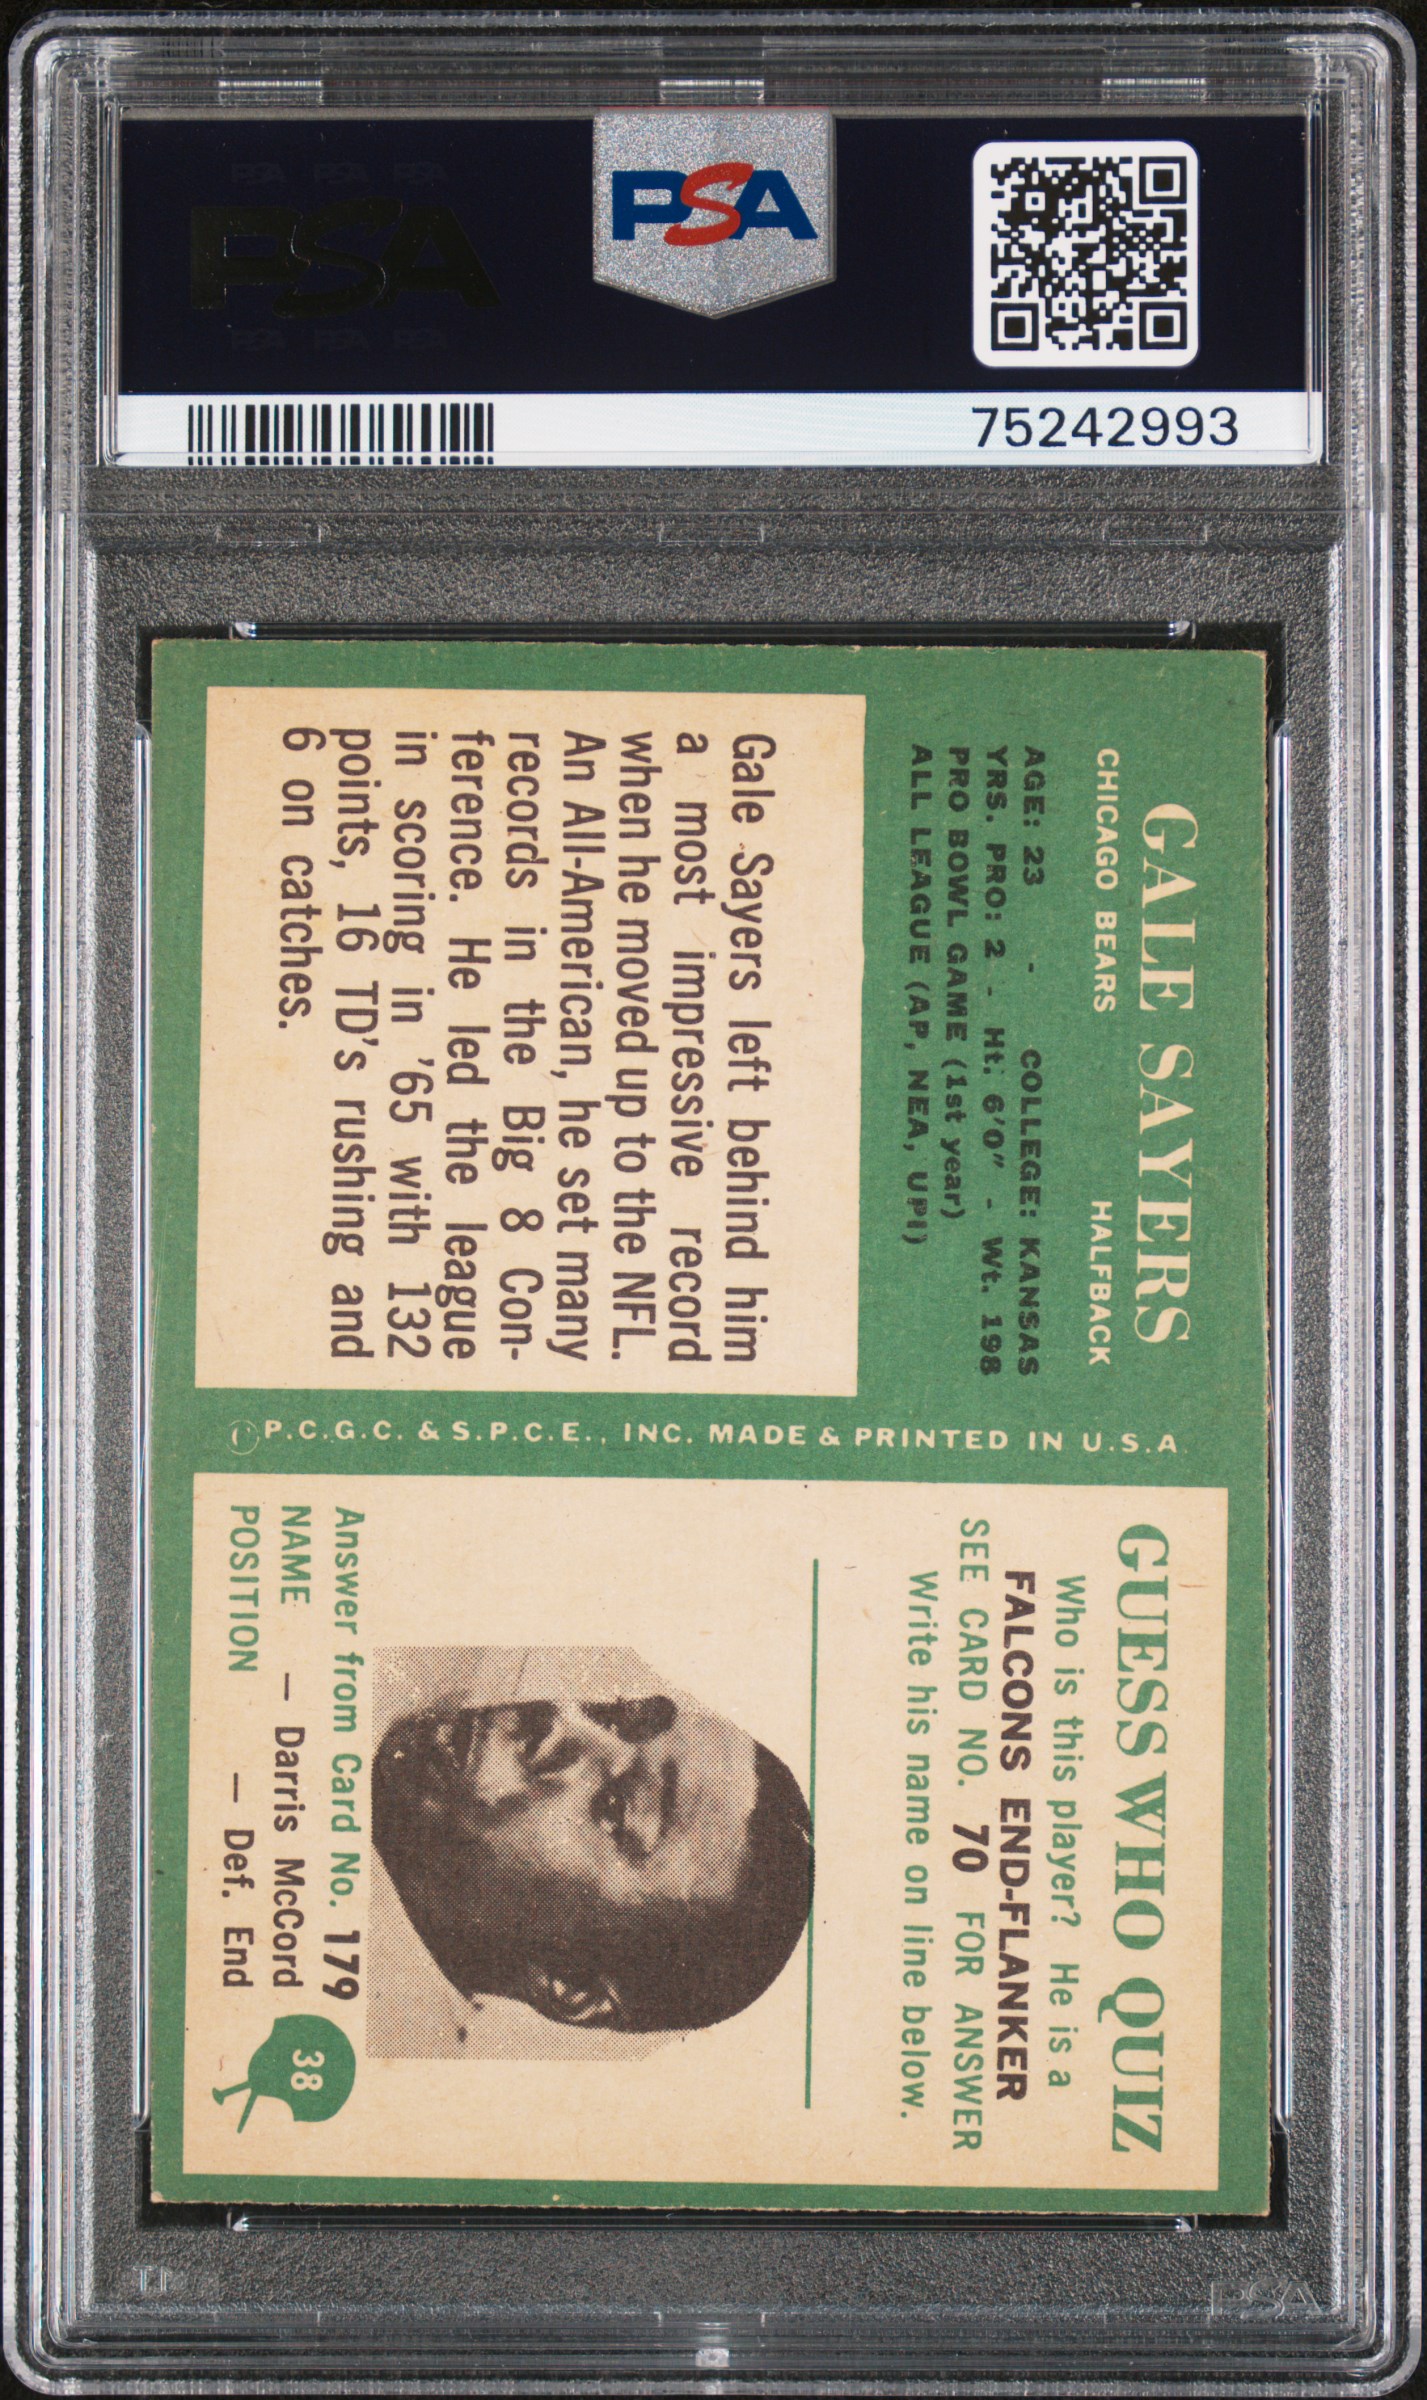 PSA
PSA
75242993
GALE SAYERS
CHICAGO BEARS HALFBACK
AGE: 23 - COLLEGE: KANSAS
YRS. PRO: 2 - Ht. 6'0" - Wt. 198
PRO BOWL GAME (1st year)
ALL LEAGUE (AP, NEA, UPI)
Gale Sayers left behind him
a most impressive record
when he moved up to the NFL.
An All-American, he set many
records in the Big 8 Con-
ference. He led the league
in scoring in '65 with 132
points, 16 TD's rushing and
6 on catches.
©P.C.G.C. & S.P.C.E., INC. MADE & PRINTED IN U.S.A.
GUESS WHO QUIZ
Who is this player? He is a
FALCONS END-FLANKER
SEE CARD NO. 70 FOR ANSWER
Write his name on line below.
Answer from Card No. 179
NAME — Darris McCord
POSITION — Def. End
38
PSA